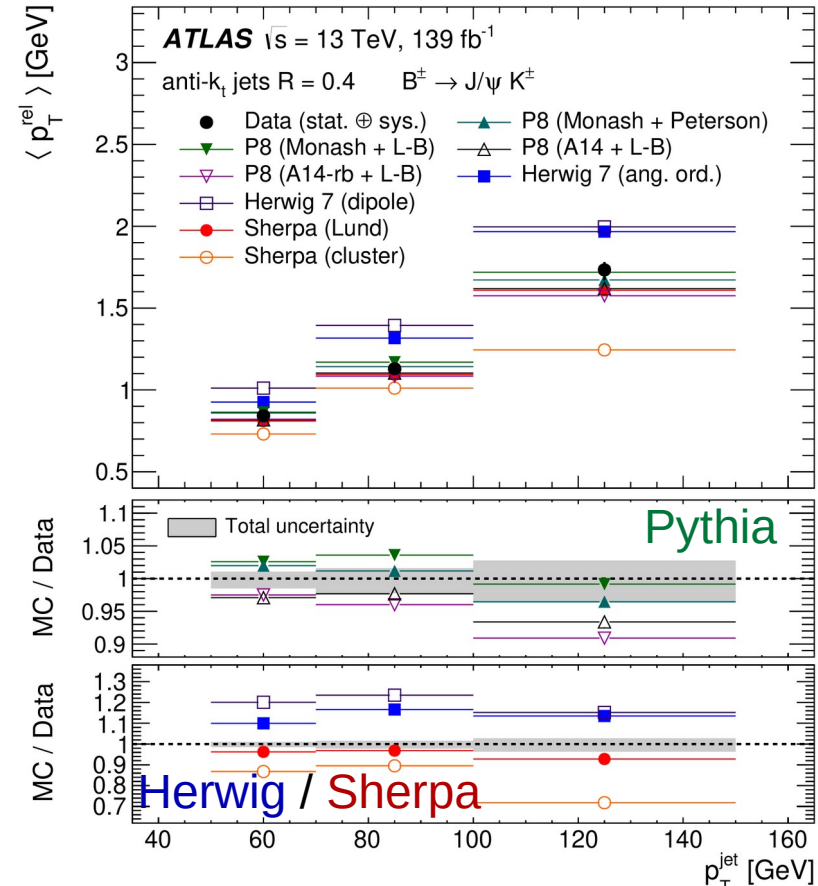 ATLAS √s = 13 TeV, 139 fb⁻¹
anti-kₜ jets R = 0.4 B± → J/ψ K±
Data (stat. ⊕ sys.) P8 (Monash + Peterson)
P8 (Monash + L-B) P8 (A14 + L-B)
P8 (A14-rb + L-B) Herwig 7 (ang. ord.)
Herwig 7 (dipole)
Sherpa (Lund)
Sherpa (cluster)
⟨ p_T^rel ⟩ [GeV]
3
2.5
2
1.5
1
0.5
Total uncertainty
Pythia
MC / Data
1.1
1.05
1
0.95
0.9
MC / Data
1.3
1.2
1.1
1
0.9
0.8
0.7
Herwig / Sherpa
40 60 80 100 120 140 160
p_T^jet [GeV]